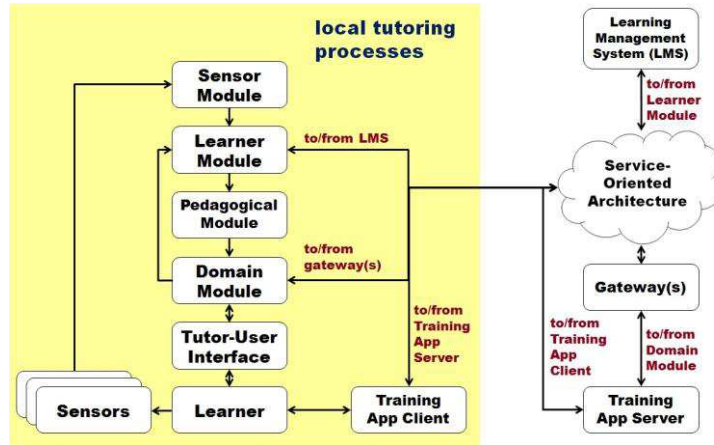 local tutoring
processes
Sensor
Module
Learner
Module
to/from LMS
Pedagogical
Module
to/from
gateway(s)
Domain
Module
to/from
Training
App
Server
Tutor-User
Interface
Sensors
Learner
Training
App Client
Learning
Management
System (LMS)
to/from
Learner
Module
Service-
Oriented
Architecture
Gateway(s)
to/from
Training
App
Client
to/from
Domain
Module
Training
App Server